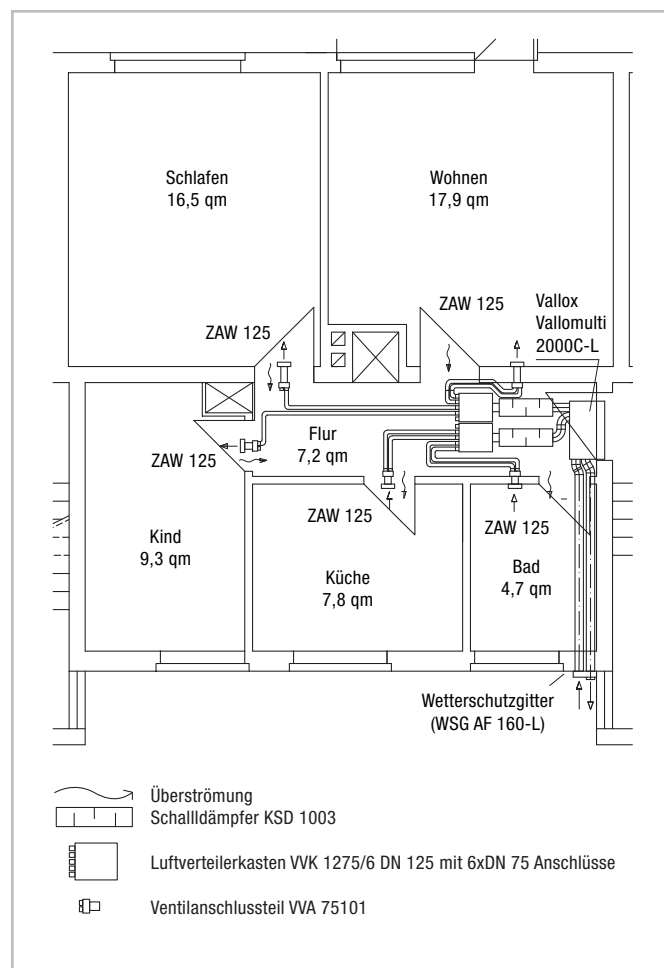 Schlafen
16,5 qm
Wohnen
17,9 qm
ZAW 125
ZAW 125
Vallox
Vallomulti
2000C-L
Flur
7,2 qm
ZAW 125
Kind
9,3 qm
ZAW 125
Küche
7,8 qm
ZAW 125
Bad
4,7 qm
Wetterschutzgitter
(WSG AF 160-L)
Überströmung
Schallldämpfer KSD 1003
Luftverteilerkasten VVK 1275/6 DN 125 mit 6xDN 75 Anschlüsse
Ventilanschlussteil VVA 75101